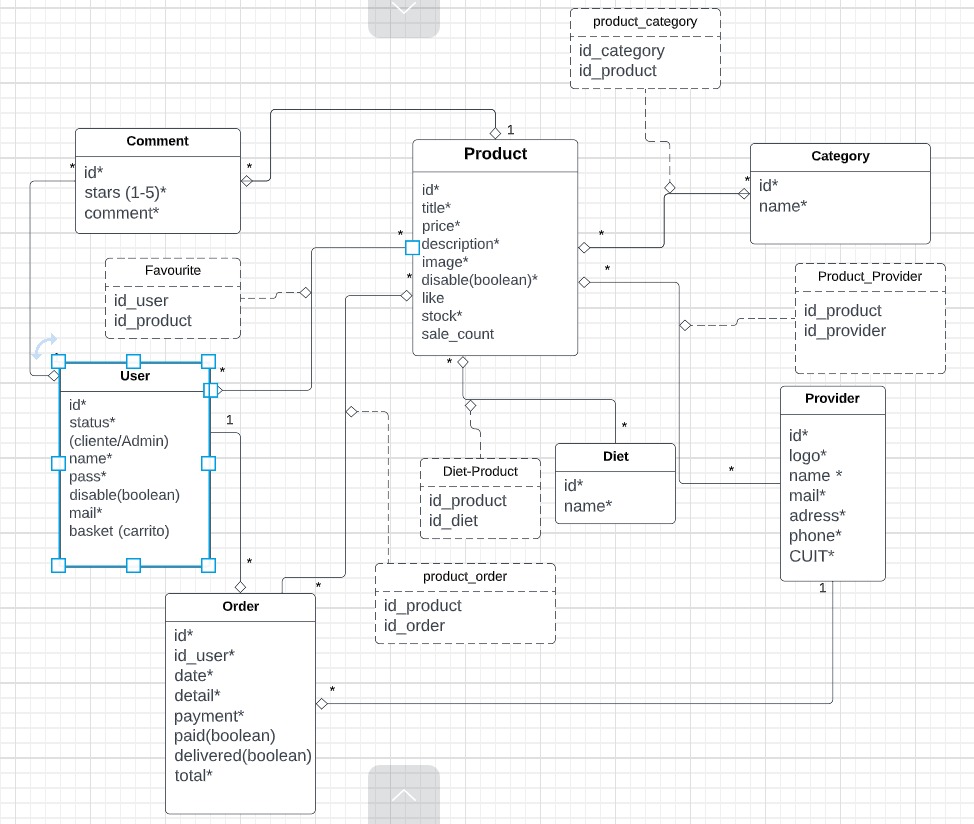 product_category
id_category
id_product
Comment
id*
stars (1-5)*
comment*
*
*
1
Product
id*
title*
price*
description*
image*
disable(boolean)*
like
stock*
sale_count
*
*
*
*
*
Category
id*
name*
*
Favourite
id_user
id_product
Product_Provider
id_product
id_provider
User
id*
status*
(cliente/Admin)
name*
pass*
disable(boolean)
mail*
basket (carrito)
*
1
*
Diet-Product
id_product
id_diet
Diet
id*
name*
*
Provider
id*
logo*
name *
mail*
adress*
phone*
CUIT*
*
1
product_order
id_product
id_order
Order
id*
id_user*
date*
detail*
payment*
paid(boolean)
delivered(boolean)
total*
*
*